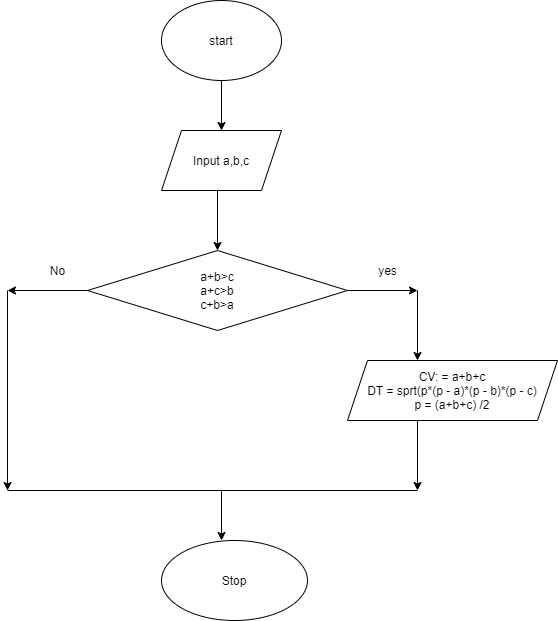 start
Input a,b,c
No
yes
a+b>c
a+c>b
c+b>a
CV: = a+b+c
DT = sprt(p*(p - a)*(p - b)*(p - c)
p = (a+b+c) /2
Stop